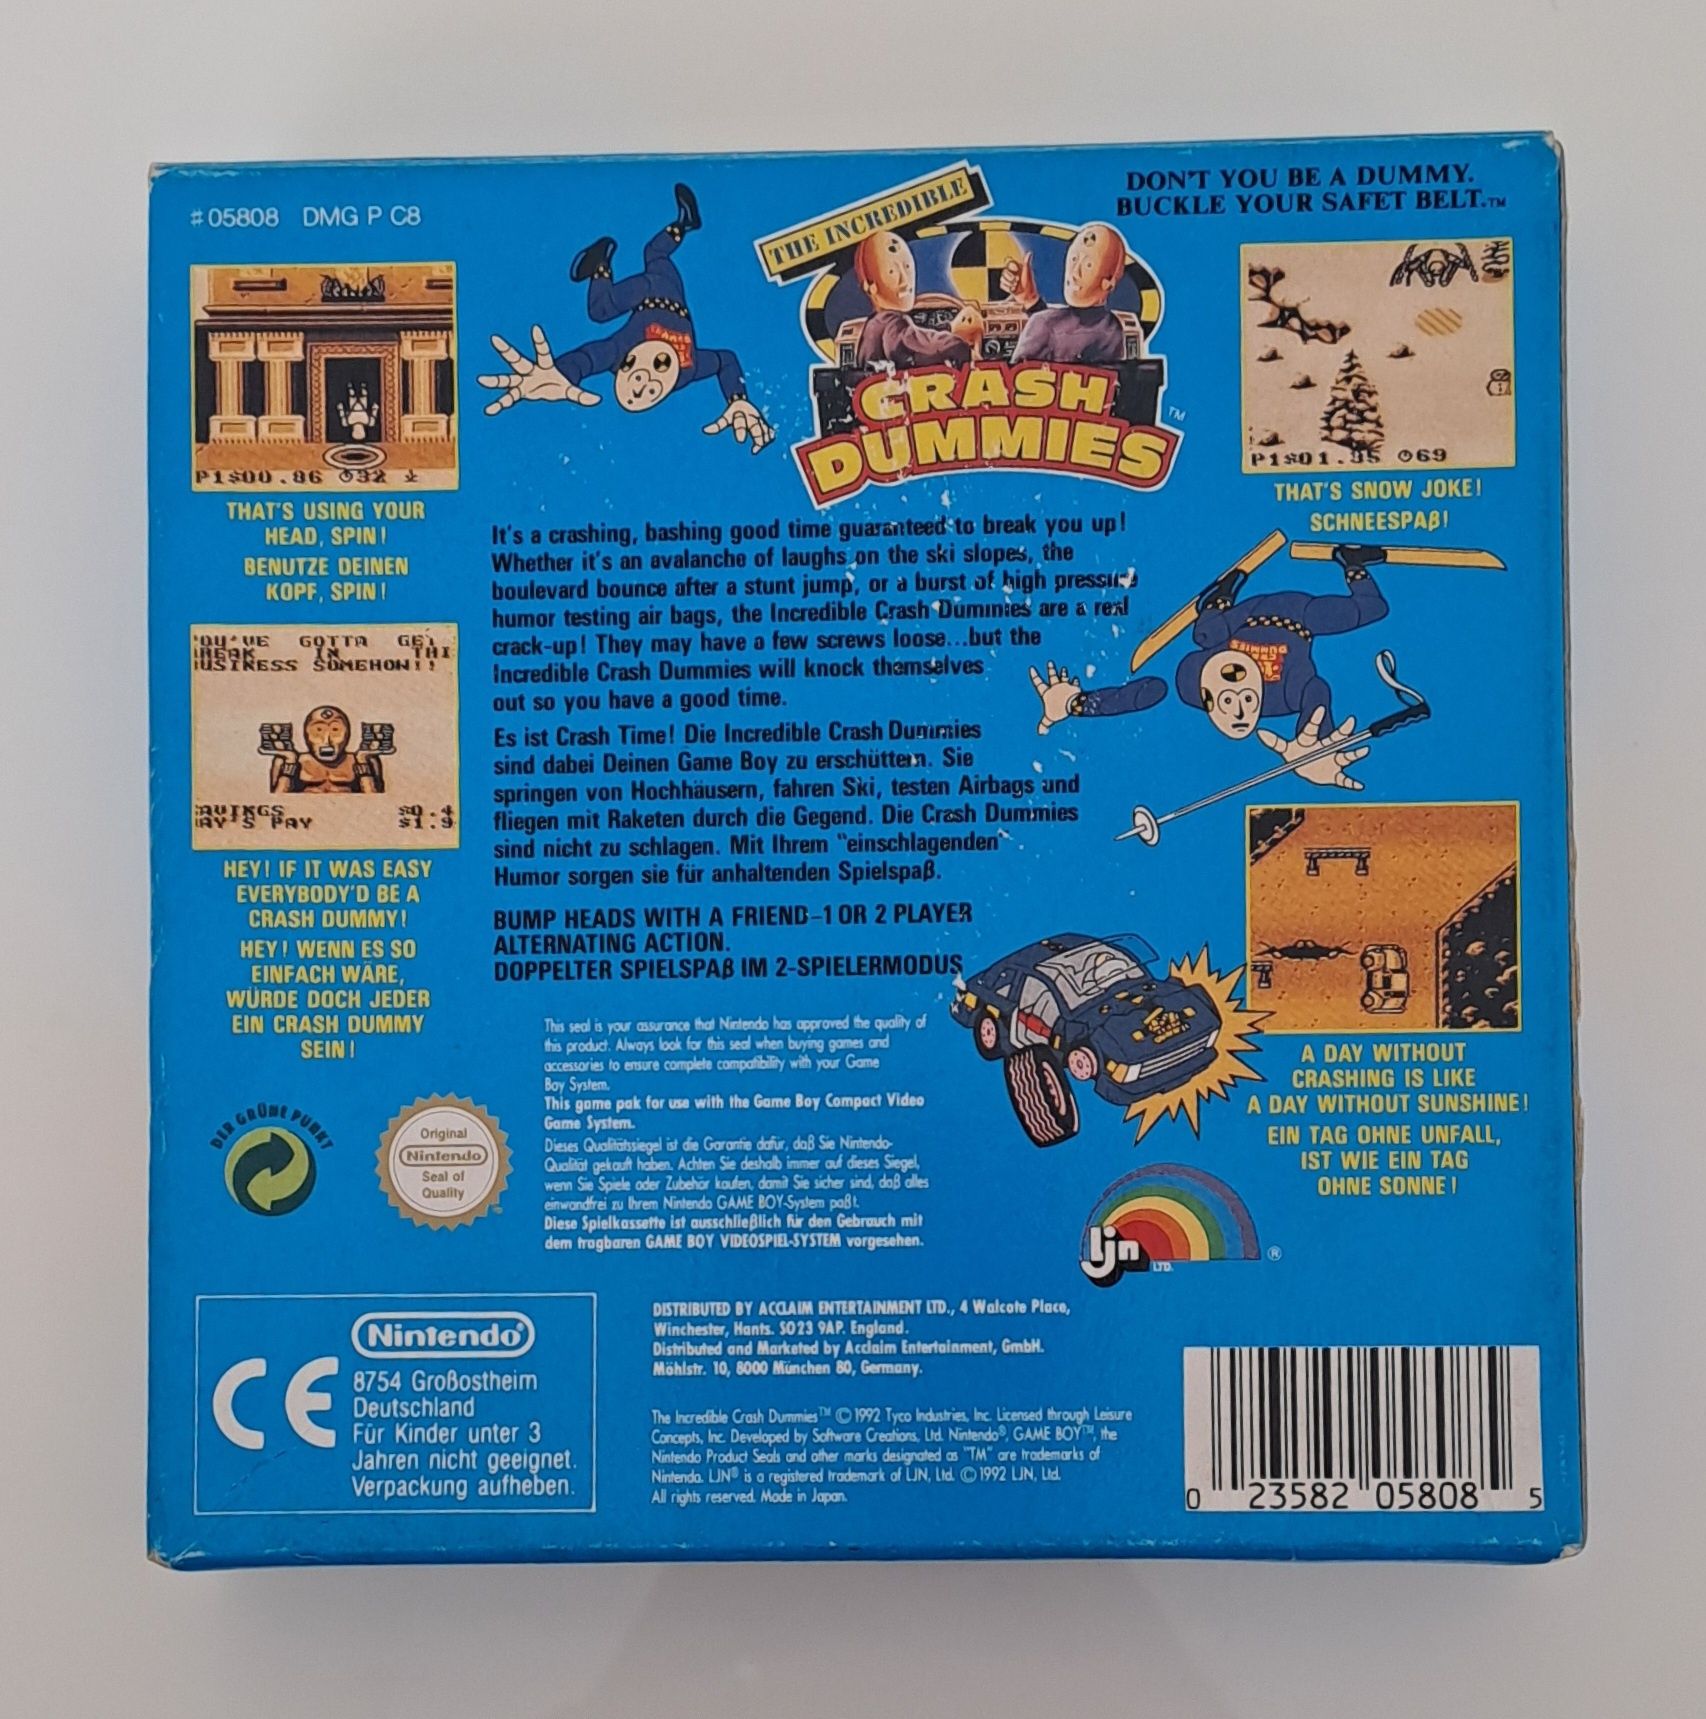 #05808 DMG P C8
DON'T YOU BE A DUMMY.
BUCKLE YOUR SAFET BELT.™
THE INCREDIBLE
CRASH
DUMMIES™
P1$00.86 32
THAT'S USING YOUR
HEAD, SPIN!
BENUTZE DEINEN
KOPF, SPIN!
GOTTA
IN
SOMEHOW!!
HEY! IF IT WAS EASY
EVERYBODY'D BE A
CRASH DUMMY!
HEY! WENN ES SO
EINFACH WÄRE,
WÜRDE DOCH JEDER
EIN CRASH DUMMY
SEIN!
It's a crashing, bashing good time guaranteed to break you up!
Whether it's an avalanche of laughs on the ski slopes, the
boulevard bounce after a stunt jump, or a burst of high pressure
humor testing air bags, the Incredible Crash Dummies are a real
crack-up! They may have a few screws loose...but the
Incredible Crash Dummies will knock themselves
out so you have a good time.
Es ist Crash Time! Die Incredible Crash Dummies
sind dabei Deinen Game Boy zu erschüttern. Sie
springen von Hochhäusern, fahren Ski, testen Airbags und
fliegen mit Raketen durch die Gegend. Die Crash Dummies
sind nicht zu schlagen. Mit Ihrem "einschlagenden"
Humor sorgen sie für anhaltenden Spielspaß.
BUMP HEADS WITH A FRIEND–1 OR 2 PLAYER
ALTERNATING ACTION.
DOPPELTER SPIELSPAß IM 2-SPIELERMODUS
P1$01.35 69
THAT'S SNOW JOKE!
SCHNEESPAß!
CRASH DUMMIES
A DAY WITHOUT
CRASHING IS LIKE
A DAY WITHOUT SUNSHINE!
EIN TAG OHNE UNFALL,
IST WIE EIN TAG
OHNE SONNE!
This seal is your assurance that Nintendo has approved the quality of
this product. Always look for this seal when buying games and
accessories to ensure complete compatibility with your Game
Boy System.
This game pak for use with the Game Boy Compact Video
Game System.
Dieses Qualitätssiegel ist die Garantie dafür, daß Sie Nintendo-
Qualität gekauft haben. Achten Sie deshalb immer auf dieses Siegel,
wenn Sie Spiele oder Zubehör kaufen, damit Sie sicher sind, daß alles
einwandfrei zu Ihrem Nintendo GAME BOY-System paßt.
Diese Spielkassette ist ausschließlich für den Gebrauch mit
dem tragbaren GAME BOY VIDEOSPIEL-SYSTEM vorgesehen.
DER GRÜNE PUNKT
Original
Nintendo
Seal of
Quality
ljn
LTD. ®
CE
Nintendo®
8754 Großostheim
Deutschland
Für Kinder unter 3
Jahren nicht geeignet.
Verpackung aufheben.
DISTRIBUTED BY ACCLAIM ENTERTAINMENT LTD., 4 Walcote Place,
Winchester, Hants. SO23 9AP. England.
Distributed and Marketed by Acclaim Entertainment, GmbH.
Möhlstr. 10, 8000 München 80, Germany.
The Incredible Crash Dummies™ © 1992 Tyco Industries, Inc. Licensed through Leisure
Concepts, Inc. Developed by Software Creations, Ltd. Nintendo®, GAME BOY™, the
Nintendo Product Seals and other marks designated as "TM" are trademarks of
Nintendo. LJN® is a registered trademark of LJN, Ltd. © 1992 LJN, Ltd.
All rights reserved. Made in Japan.
0 23582 05808 5